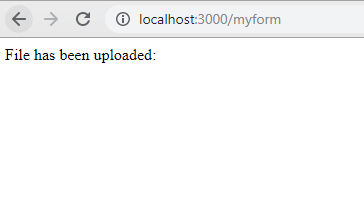 localhost:3000/myform
File has been uploaded: